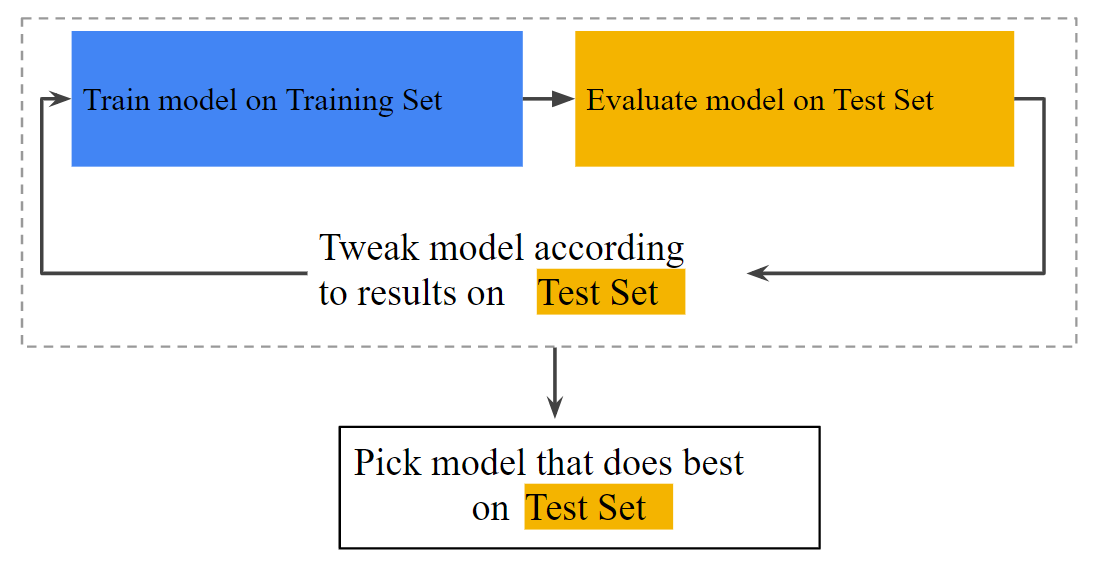 Train model on Training Set
Evaluate model on Test Set
Tweak model according
to results on Test Set
Pick model that does best
on Test Set